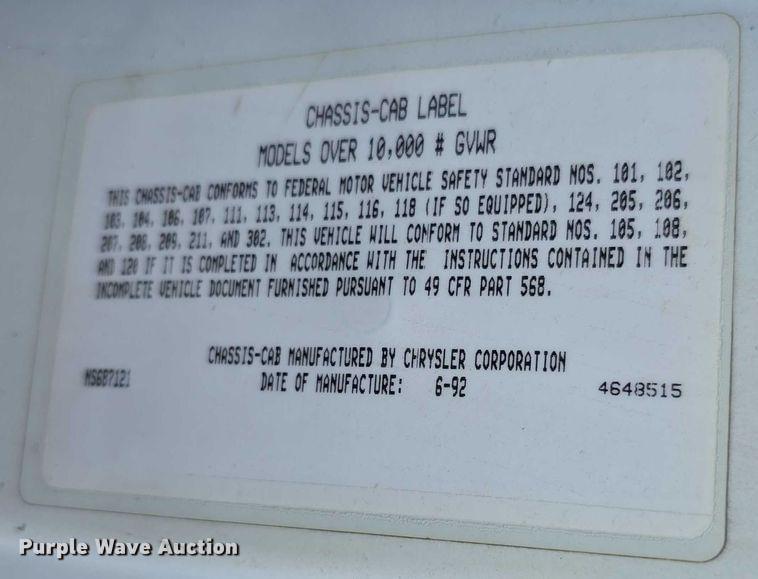 CHASSIS-CAB LABEL
MODELS OVER 10,000 # GVWR
THIS CHASSIS-CAB CONFORMS TO FEDERAL MOTOR VEHICLE SAFETY STANDARD NOS. 101, 102,
103, 104, 106, 107, 111, 113, 114, 115, 116, 118 (IF SO EQUIPPED), 124, 205, 206,
207, 208, 209, 211, AND 302. THIS VEHICLE WILL CONFORM TO STANDARD NOS. 105, 108,
AND 120 IF IT IS COMPLETED IN ACCORDANCE WITH THE INSTRUCTIONS CONTAINED IN THE
INCOMPLETE VEHICLE DOCUMENT FURNISHED PURSUANT TO 49 CFR PART 568.
CHASSIS-CAB MANUFACTURED BY CHRYSLER CORPORATION
NS687121 DATE OF MANUFACTURE: 6-92 4648515
Purple Wave Auction